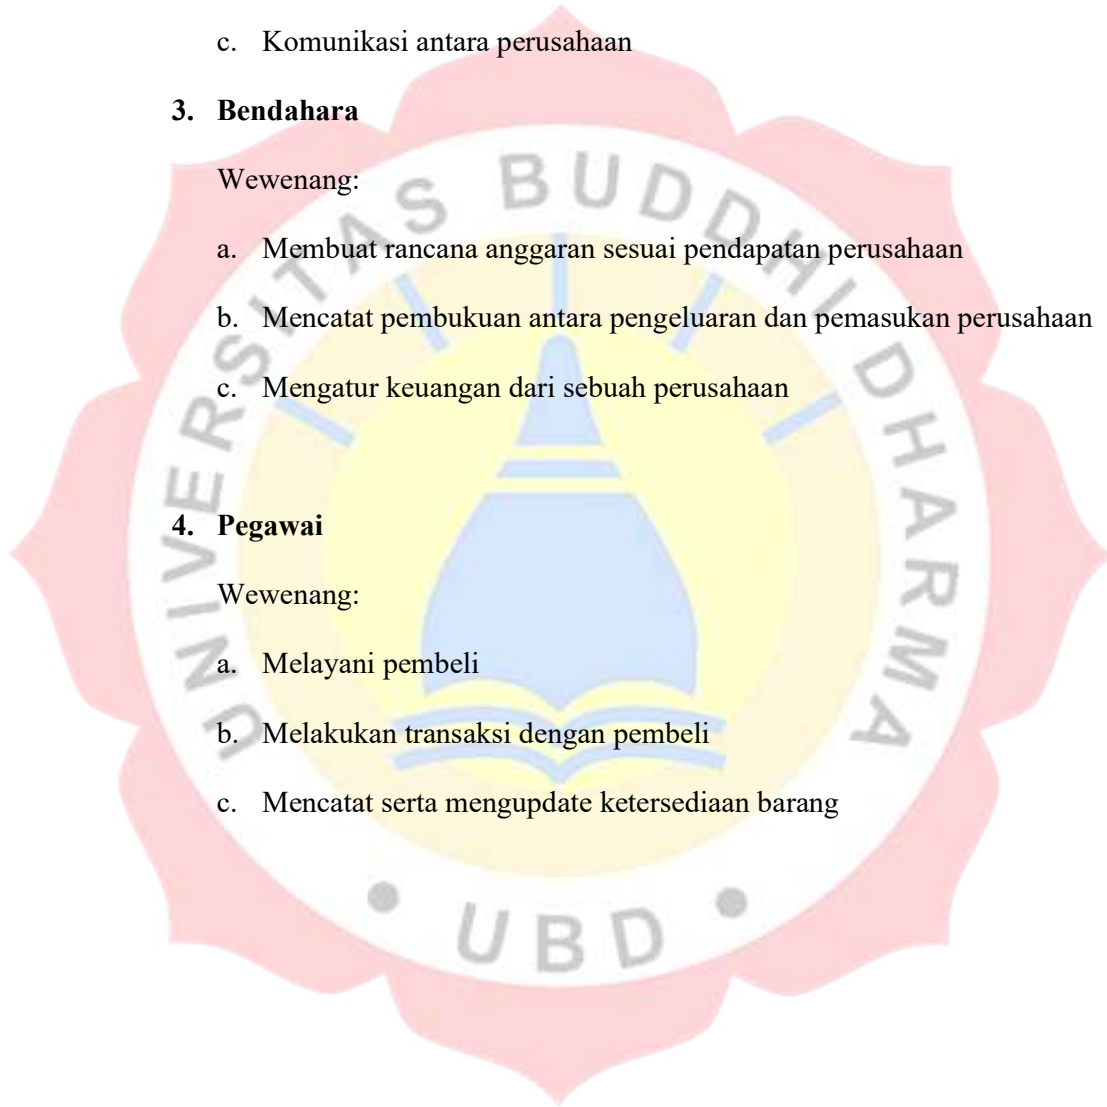 c. Komunikasi antara perusahaan
3. Bendahara
Wewenang:
a. Membuat rancana anggaran sesuai pendapatan perusahaan
b. Mencatat pembukuan antara pengeluaran dan pemasukan perusahaan
c. Mengatur keuangan dari sebuah perusahaan
4. Pegawai
Wewenang:
a. Melayani pembeli
b. Melakukan transaksi dengan pembeli
c. Mencatat serta mengupdate ketersediaan barang
UNIVERSITAS BUDDHI DHARMA
• UBD •